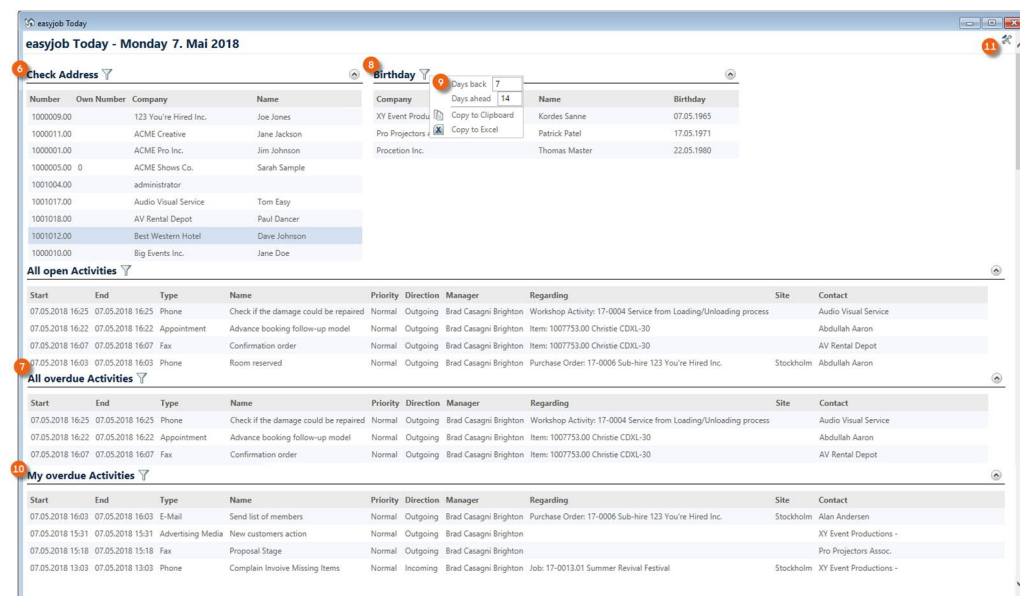 easyjob Today
easyjob Today - Monday 7. Mai 2018
11
6 Check Address
Number Own Number Company Name
1000009.00 123 You're Hired Inc. Joe Jones
1000011.00 ACME Creative Jane Jackson
1000001.00 ACME Pro Inc. Jim Johnson
1000005.00 0 ACME Shows Co. Sarah Sample
1001004.00 administrator
1001017.00 Audio Visual Service Tom Easy
1001018.00 AV Rental Depot Paul Dancer
1001012.00 Best Western Hotel Dave Johnson
1000010.00 Big Events Inc. Jane Doe
8 Birthday
9 Days back 7
Days ahead 14
Copy to Clipboard
Copy to Excel
Company Name Birthday
XY Event Produ Kordes Sanne 07.05.1965
Pro Projectors Patrick Patel 17.05.1971
Procetion Inc. Thomas Master 22.05.1980
All open Activities
Start End Type Name Priority Direction Manager Regarding Site Contact
07.05.2018 16:25 07.05.2018 16:25 Phone Check if the damage could be repaired Normal Outgoing Brad Casagni Brighton Workshop Activity: 17-0004 Service from Loading/Unloading process Audio Visual Service
07.05.2018 16:22 07.05.2018 16:22 Appointment Advance booking follow-up model Normal Outgoing Brad Casagni Brighton Item: 1007753.00 Christie CDXL-30 Abdullah Aaron
07.05.2018 16:07 07.05.2018 16:07 Fax Confirmation order Normal Outgoing Brad Casagni Brighton Item: 1007753.00 Christie CDXL-30 AV Rental Depot
07.05.2018 16:03 07.05.2018 16:03 Phone Room reserved Normal Outgoing Brad Casagni Brighton Purchase Order: 17-0006 Sub-hire 123 You're Hired Inc. Stockholm Abdullah Aaron
7 All overdue Activities
Start End Type Name Priority Direction Manager Regarding Site Contact
07.05.2018 16:25 07.05.2018 16:25 Phone Check if the damage could be repaired Normal Outgoing Brad Casagni Brighton Workshop Activity: 17-0004 Service from Loading/Unloading process Audio Visual Service
07.05.2018 16:22 07.05.2018 16:22 Appointment Advance booking follow-up model Normal Outgoing Brad Casagni Brighton Item: 1007753.00 Christie CDXL-30 Abdullah Aaron
07.05.2018 16:07 07.05.2018 16:07 Fax Confirmation order Normal Outgoing Brad Casagni Brighton Item: 1007753.00 Christie CDXL-30 AV Rental Depot
10 My overdue Activities
Start End Type Name Priority Direction Manager Regarding Site Contact
07.05.2018 16:03 07.05.2018 16:03 E-Mail Send list of members Normal Outgoing Brad Casagni Brighton Purchase Order: 17-0006 Sub-hire 123 You're Hired Inc. Stockholm Alan Andersen
07.05.2018 15:31 07.05.2018 15:31 Advertising Media New customers action Normal Outgoing Brad Casagni Brighton XY Event Productions -
07.05.2018 15:18 07.05.2018 15:18 Fax Proposal Stage Normal Outgoing Brad Casagni Brighton Pro Projectors Assoc.
07.05.2018 13:03 07.05.2018 13:03 Phone Complain Invoive Missing Items Normal Incoming Brad Casagni Brighton Job: 17-0013.01 Summer Revival Festival Stockholm XY Event Productions -